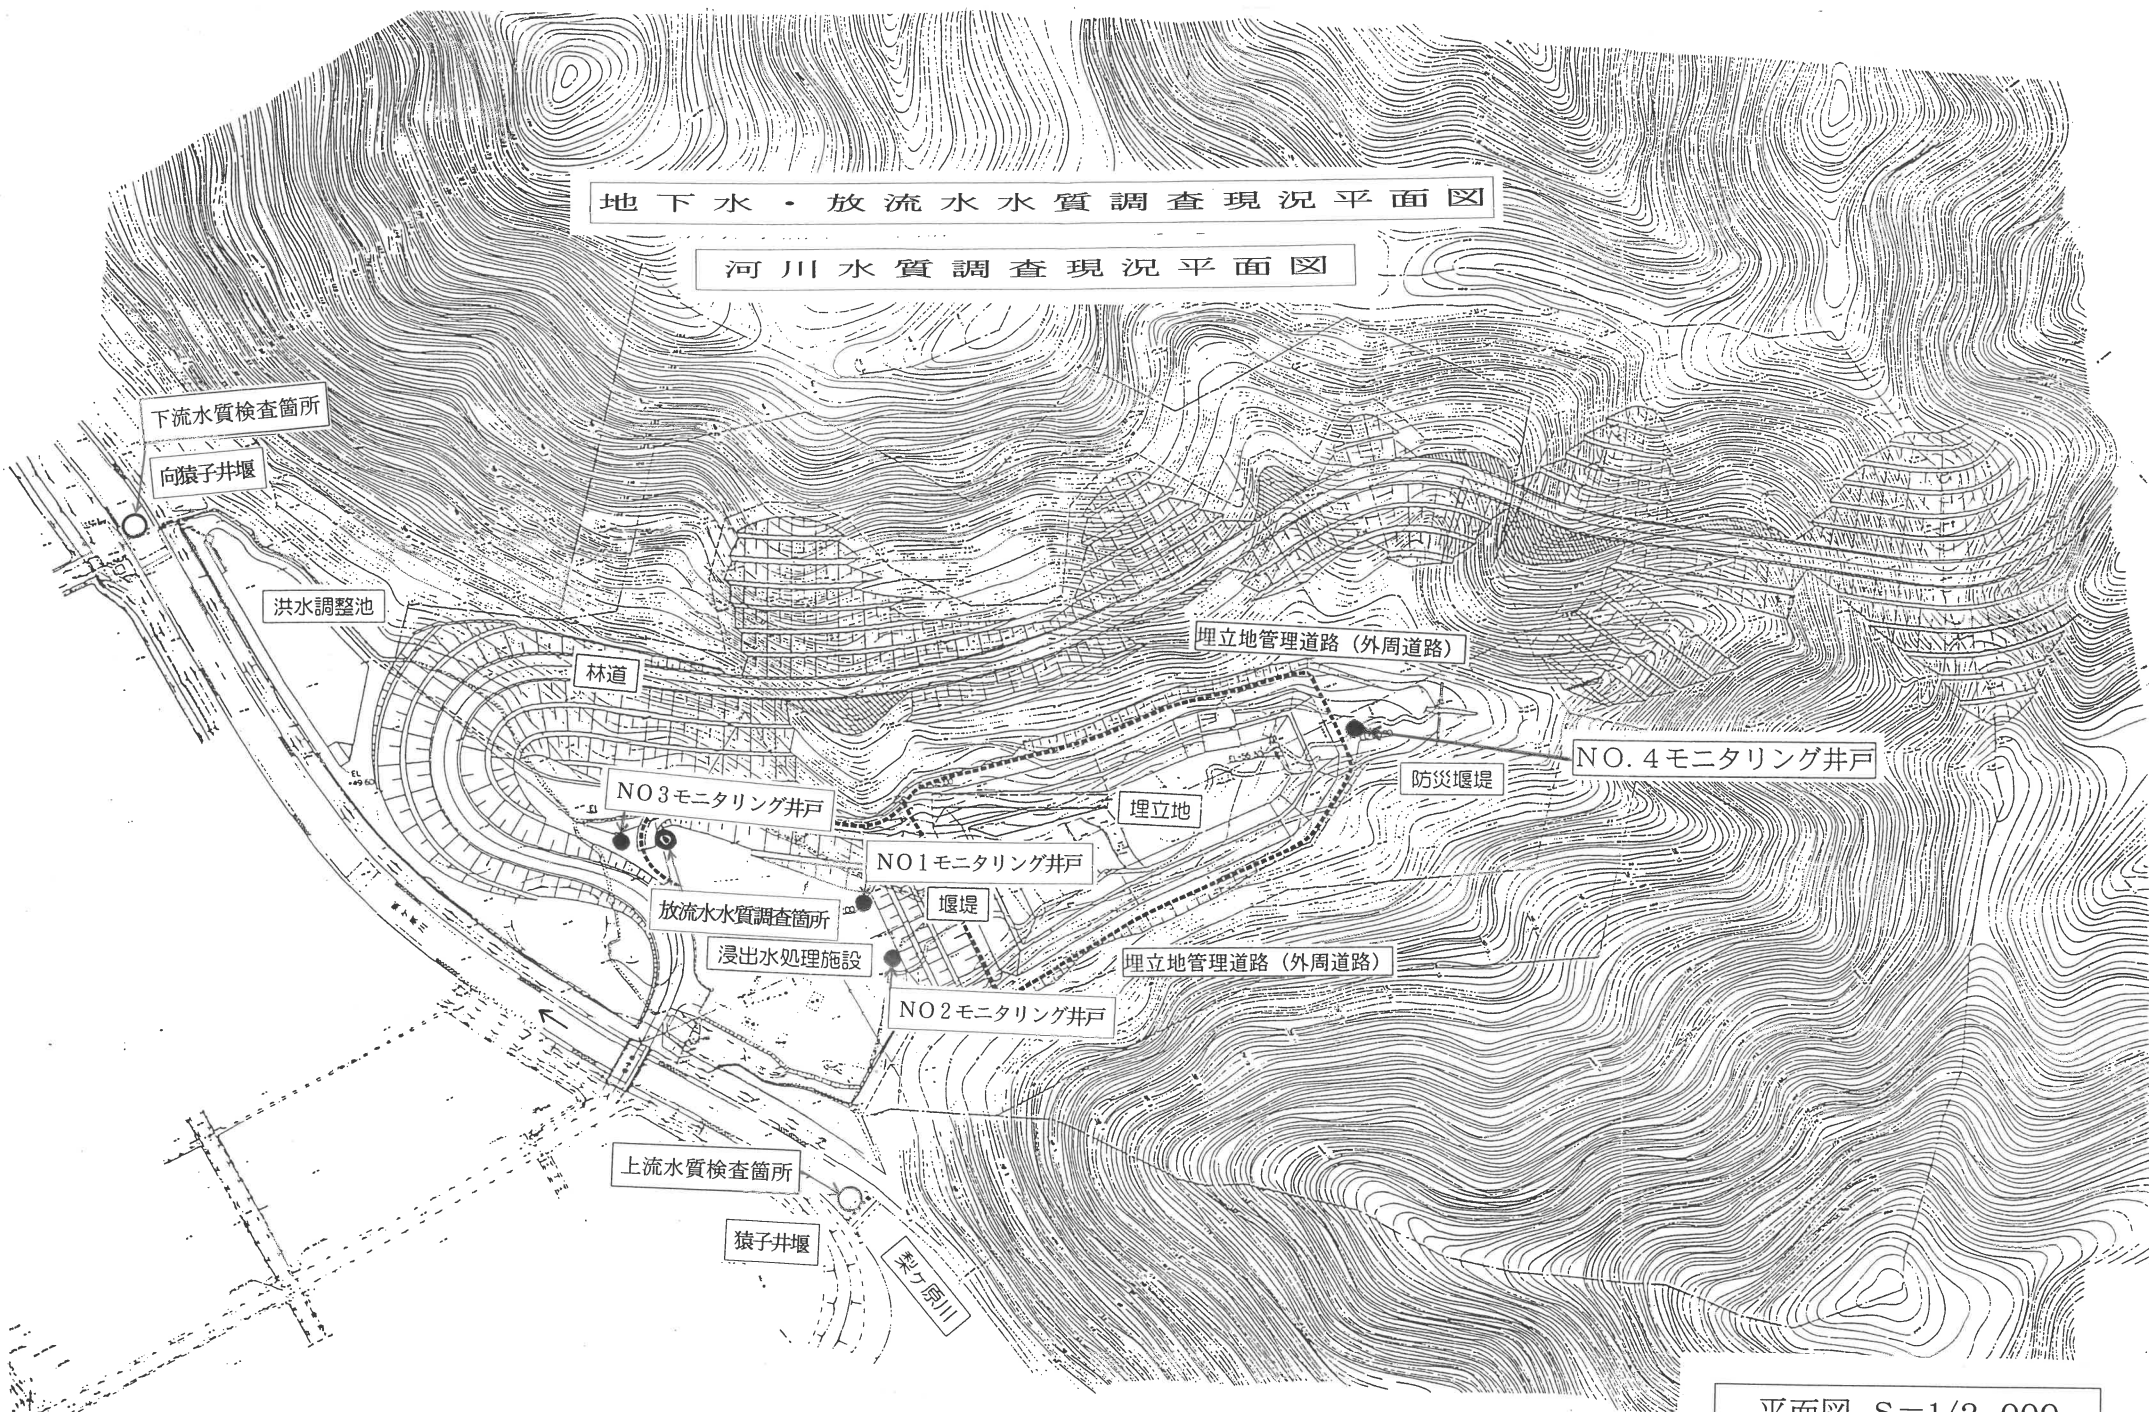 地下水・放流水水質調査現況平面図
河川水質調査現況平面図
下流水質検査箇所
向猿子井堰
洪水調整池
林道
埋立地管理道路（外周道路）
NO.4モニタリング井戸
防災堰堤
NO3モニタリング井戸
埋立地
NO1モニタリング井戸
放流水水質調査箇所
堰堤
浸出水処理施設
埋立地管理道路（外周道路）
NO2モニタリング井戸
上流水質検査箇所
猿子井堰
梨ケ原川
平面図 S=1/2,000